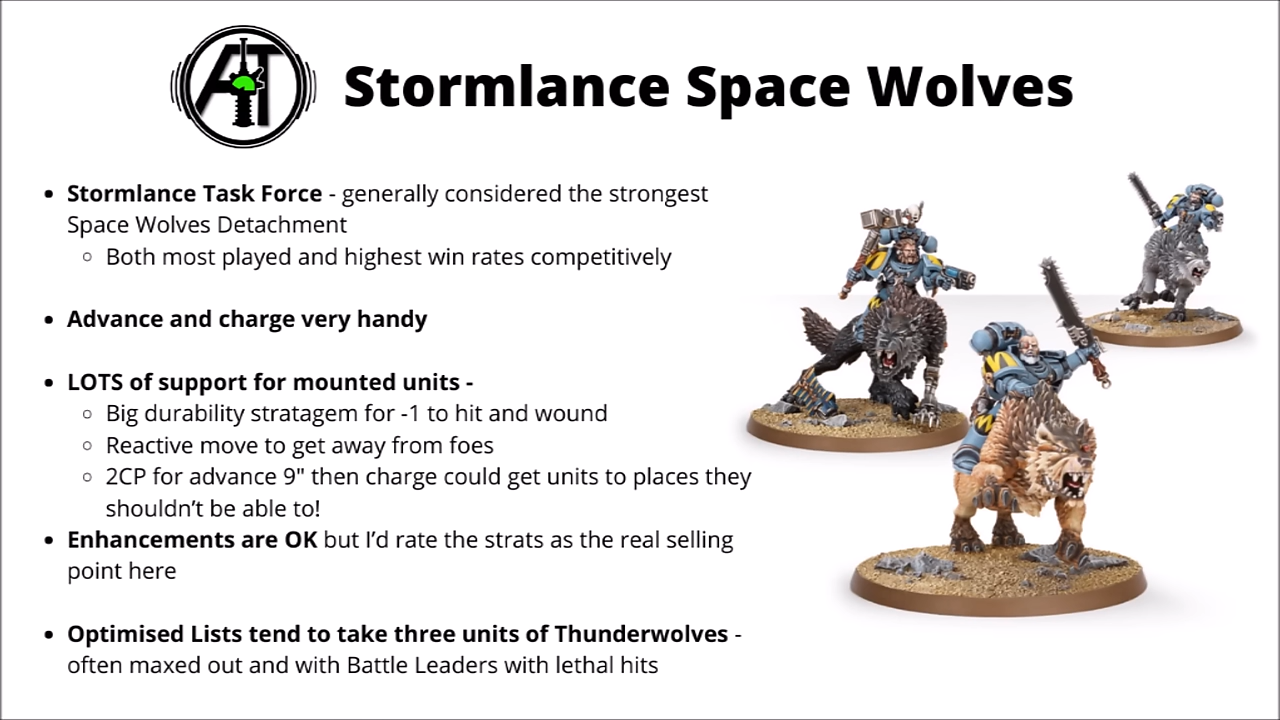 AT
Stormlance Space Wolves
• Stormlance Task Force - generally considered the strongest
Space Wolves Detachment
○ Both most played and highest win rates competitively
• Advance and charge very handy
• LOTS of support for mounted units -
○ Big durability stratagem for -1 to hit and wound
○ Reactive move to get away from foes
○ 2CP for advance 9" then charge could get units to places they
shouldn’t be able to!
• Enhancements are OK but I’d rate the strats as the real selling
point here
• Optimised Lists tend to take three units of Thunderwolves -
often maxed out and with Battle Leaders with lethal hits